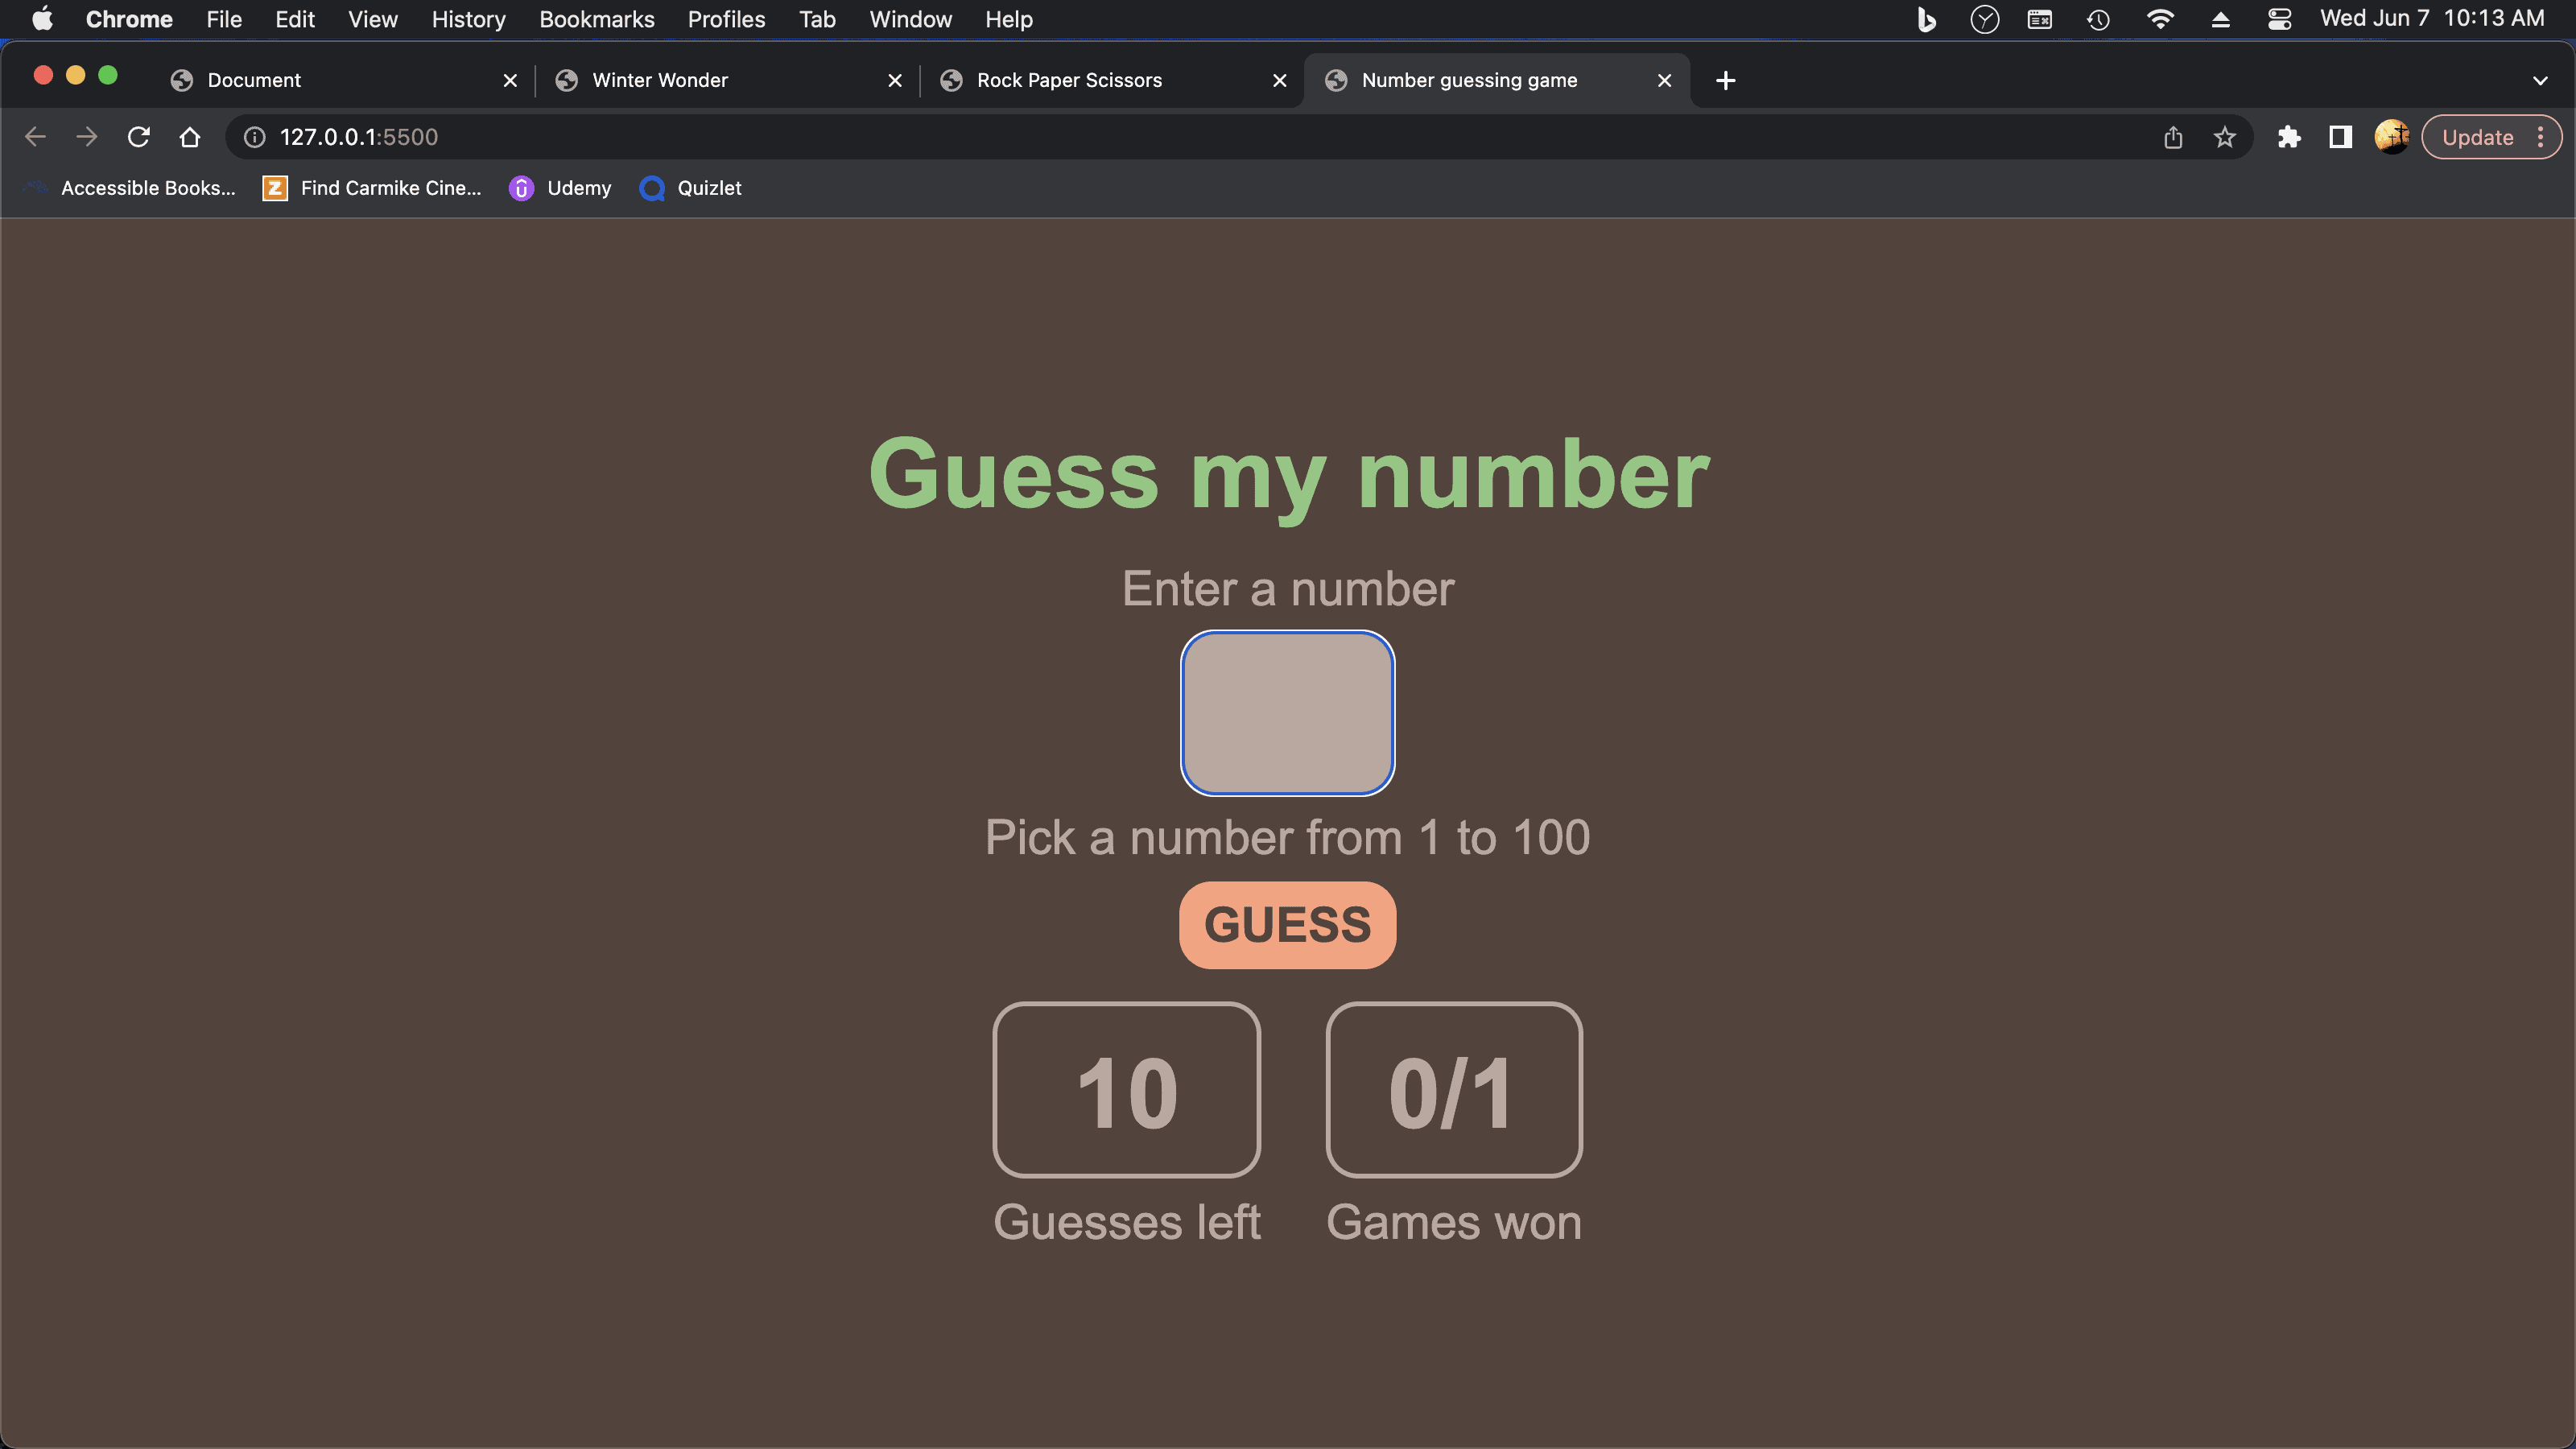 Chrome File Edit View History Bookmarks Profiles Tab Window Help Wed Jun 7 10:13 AM
Document Winter Wonder Rock Paper Scissors Number guessing game
127.0.0.1:5500 Update
Accessible Books... Find Carmike Cine... Udemy Quizlet
Guess my number
Enter a number
Pick a number from 1 to 100
GUESS
10 0/1
Guesses left Games won